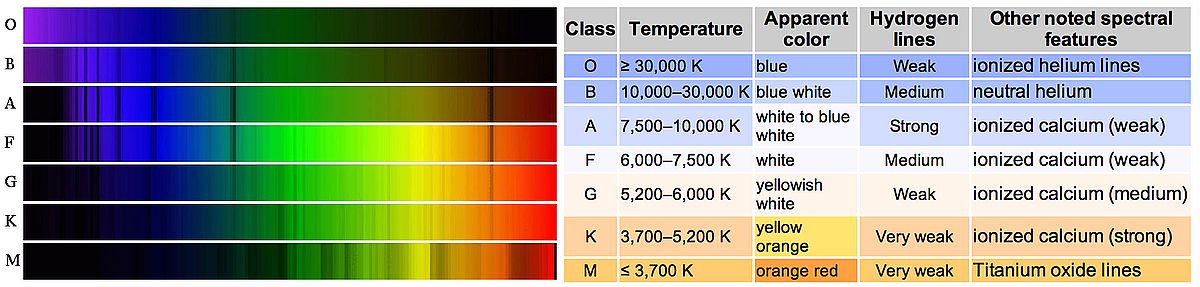 O
B
A
F
G
K
M
Class Temperature Apparent color Hydrogen lines Other noted spectral features
O ≥ 30,000 K blue Weak ionized helium lines
B 10,000–30,000 K blue white Medium neutral helium
A 7,500–10,000 K white to blue white Strong ionized calcium (weak)
F 6,000–7,500 K white Medium ionized calcium (weak)
G 5,200–6,000 K yellowish white Weak ionized calcium (medium)
K 3,700–5,200 K yellow orange Very weak ionized calcium (strong)
M ≤ 3,700 K orange red Very weak Titanium oxide lines